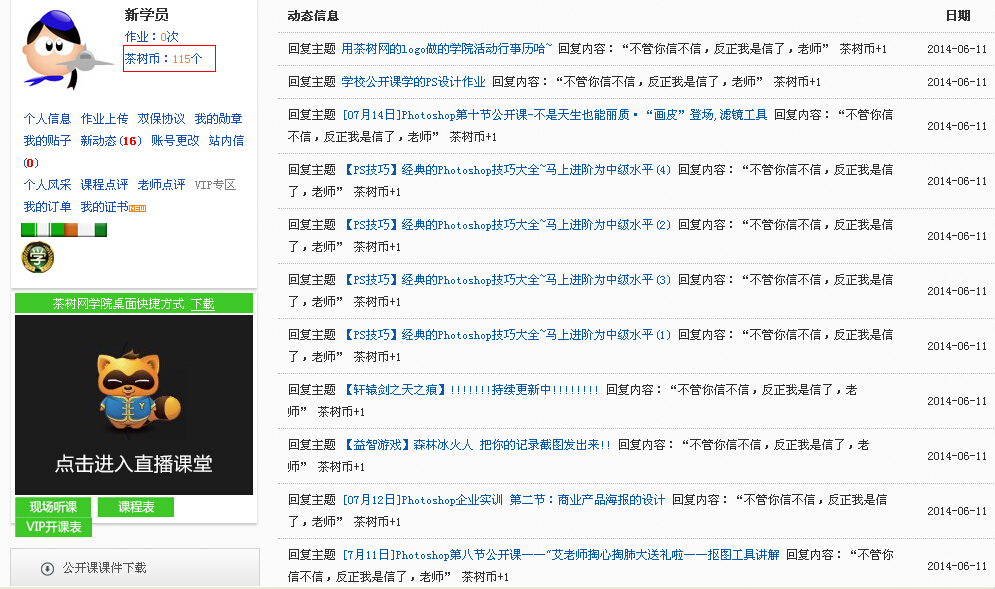 新学员
作业：0次
茶树币：115个
个人信息 作业上传 双保协议 我的勋章
我的贴子 新动态(16) 账号更改 站内信
(0)
个人风采 课程点评 老师点评 VIP专区
我的订单 我的证书
学
茶树网学院桌面快捷方式 下载
点击进入直播课堂
现场听课 课程表
VIP开课表
公开课课件下载
动态信息 日期
回复主题 用茶树网的logo做的学院活动行事历哈~ 回复内容：“不管你信不信，反正我是信了，老师” 茶树币+1 2014-06-11
回复主题 学校公开课学的PS设计作业 回复内容：“不管你信不信，反正我是信了，老师” 茶树币+1 2014-06-11
回复主题 [07月14日]Photoshop第十节公开课-不是天生也能丽质·“画皮”登场,滤镜工具 回复内容：“不管你信
不信，反正我是信了，老师” 茶树币+1 2014-06-11
回复主题 【PS技巧】经典的Photoshop技巧大全~马上进阶为中级水平(4) 回复内容：“不管你信不信，反正我是信
了，老师” 茶树币+1 2014-06-11
回复主题 【PS技巧】经典的Photoshop技巧大全~马上进阶为中级水平(2) 回复内容：“不管你信不信，反正我是信
了，老师” 茶树币+1 2014-06-11
回复主题 【PS技巧】经典的Photoshop技巧大全~马上进阶为中级水平(3) 回复内容：“不管你信不信，反正我是信
了，老师” 茶树币+1 2014-06-11
回复主题 【PS技巧】经典的Photoshop技巧大全~马上进阶为中级水平(1) 回复内容：“不管你信不信，反正我是信
了，老师” 茶树币+1 2014-06-11
回复主题 【轩辕剑之天之痕】!!!!!!!持续更新中!!!!!!!! 回复内容：“不管你信不信，反正我是信了，老
师” 茶树币+1 2014-06-11
回复主题 【益智游戏】森林冰火人 把你的记录截图发出来!! 回复内容：“不管你信不信，反正我是信了，老
师” 茶树币+1 2014-06-11
回复主题 [07月12日]Photoshop企业实训 第二节：商业产品海报的设计 回复内容：“不管你信不信，反正我是信
了，老师” 茶树币+1 2014-06-11
回复主题 [7月11日]Photoshop第八节公开课——“艾老师掏心掏肺大送礼啦——抠图工具讲解 回复内容：“不管你
信不信，反正我是信了，老师” 茶树币+1 2014-06-11